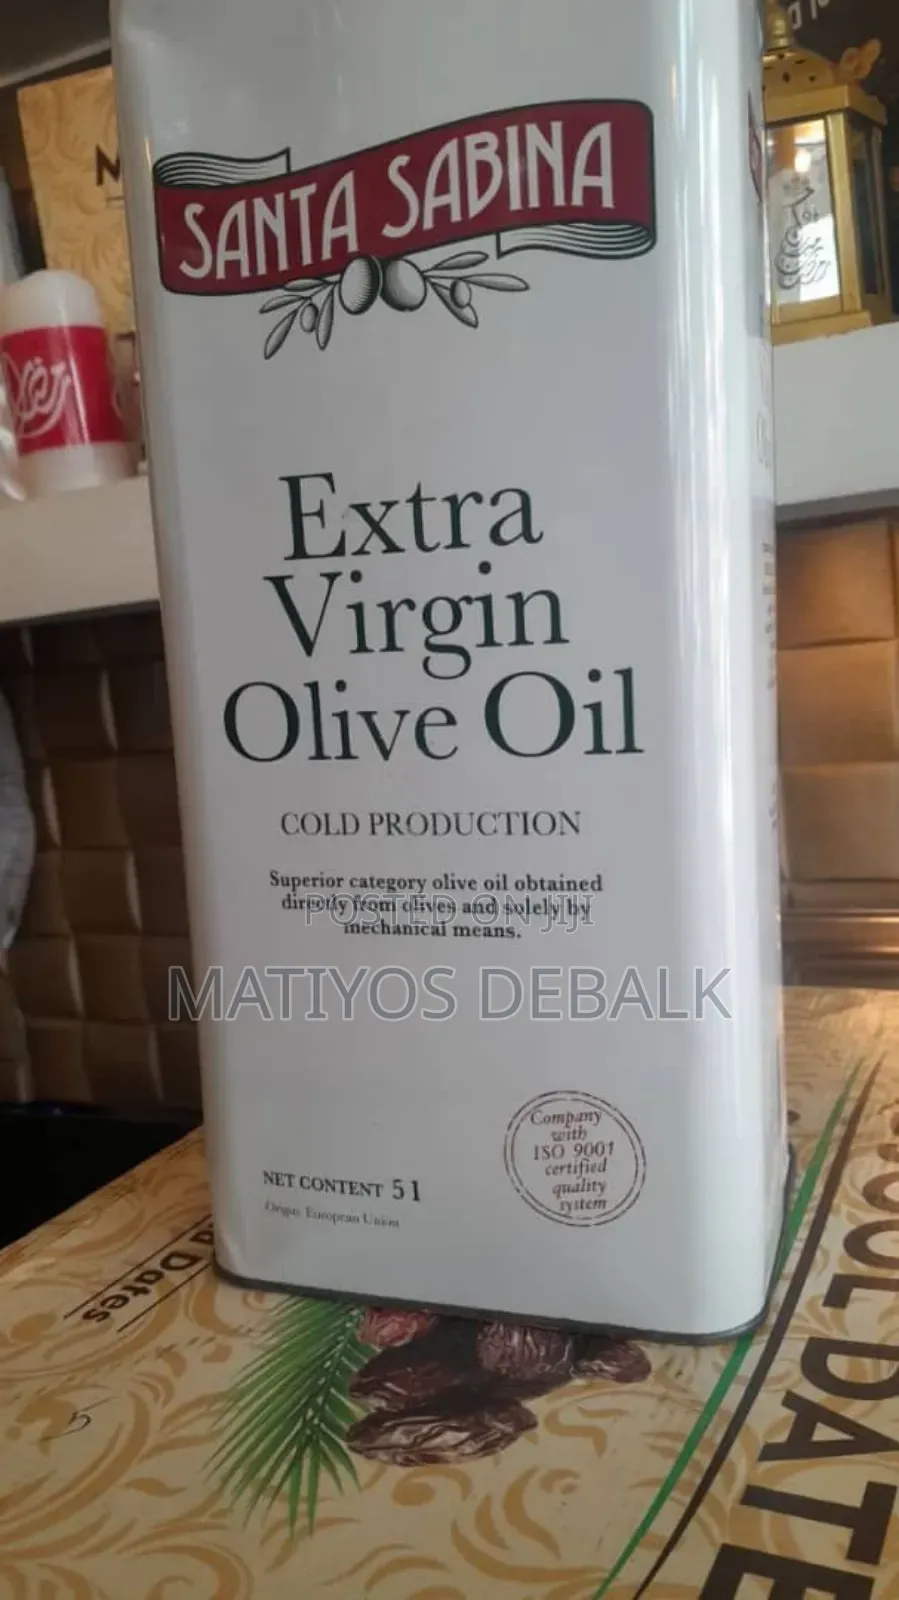 SANTA SABINA
Extra
Virgin
Olive Oil
COLD PRODUCTION
Superior category olive oil obtained
directly from olives and solely by
mechanical means.
POSTED ON JIJI
MATIYOS DEBALK
Company
with
ISO 9001
certified
quality
system
NET CONTENT 5 l
Origin: European Union
Dates
5
DATE